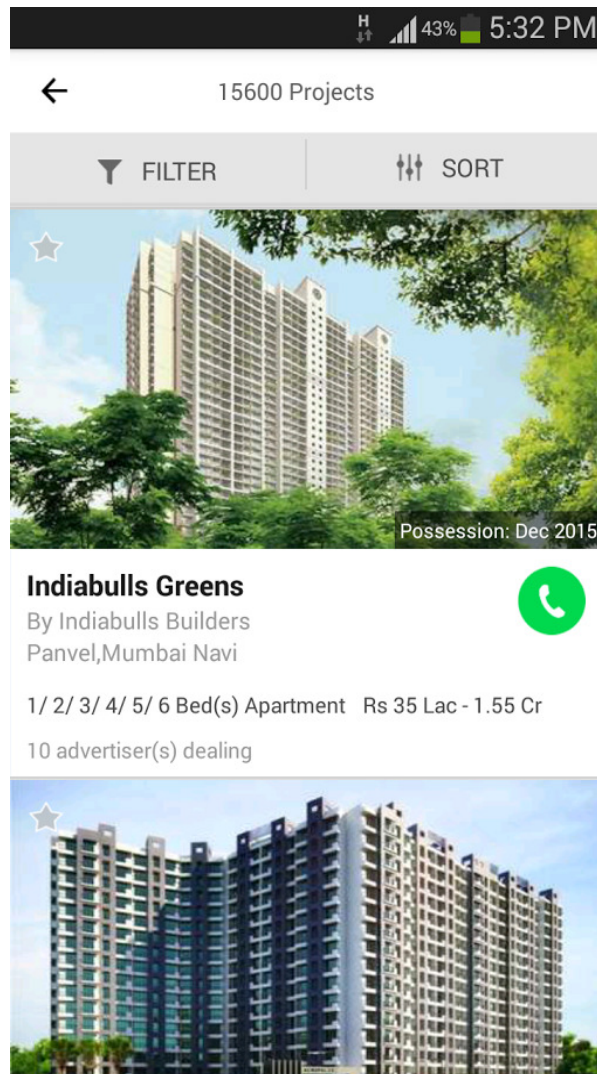 H 43% 5:32 PM
15600 Projects
FILTER SORT
Possession: Dec 2015
Indiabulls Greens
By Indiabulls Builders
Panvel,Mumbai Navi
1/ 2/ 3/ 4/ 5/ 6 Bed(s) Apartment Rs 35 Lac - 1.55 Cr
10 advertiser(s) dealing